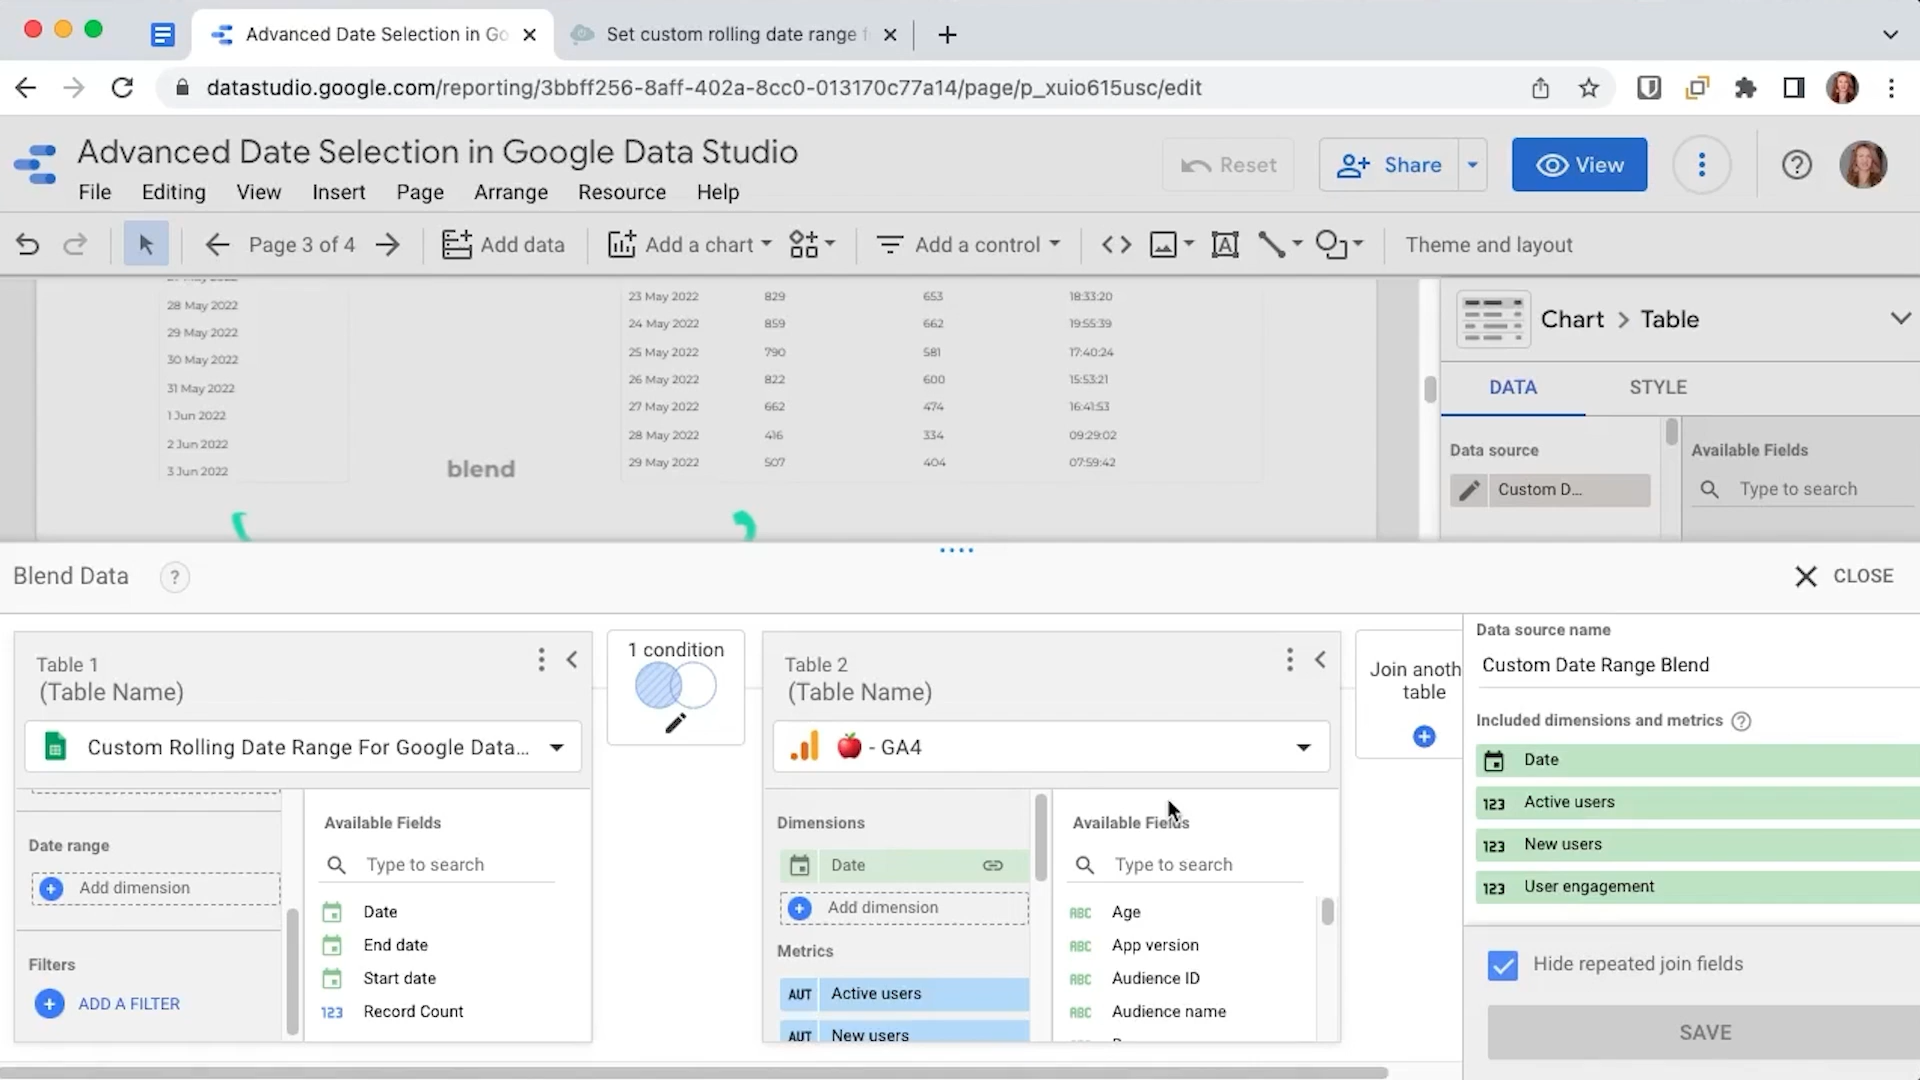 Advanced Date Selection in Go
Set custom rolling date range f
datastudio.google.com/reporting/3bbff256-8aff-402a-8cc0-013170c77a14/page/p_xuio615usc/edit
Advanced Date Selection in Google Data Studio
Reset
Share
View
File Editing View Insert Page Arrange Resource Help
Page 3 of 4
Add data
Add a chart
Add a control
Theme and layout
28 May 2022
29 May 2022
30 May 2022
31 May 2022
1 Jun 2022
2 Jun 2022
3 Jun 2022
blend
23 May 2022 829 653 18:33:20
24 May 2022 859 662 19:55:39
25 May 2022 790 581 17:40:24
26 May 2022 822 600 15:53:21
27 May 2022 662 474 16:41:53
28 May 2022 416 334 09:29:02
29 May 2022 507 404 07:59:42
Chart > Table
DATA STYLE
Data source
Custom D...
Available Fields
Type to search
Blend Data ?
CLOSE
Table 1
(Table Name)
Custom Rolling Date Range For Google Data...
Date range
Add dimension
Filters
ADD A FILTER
Available Fields
Type to search
Date
End date
Start date
123 Record Count
1 condition
Table 2
(Table Name)
- GA4
Dimensions
Date
Add dimension
Metrics
AUT Active users
AUT New users
Available Fields
Type to search
ABC Age
ABC App version
ABC Audience ID
ABC Audience name
Join anoth
table
Data source name
Custom Date Range Blend
Included dimensions and metrics ?
Date
123 Active users
123 New users
123 User engagement
Hide repeated join fields
SAVE